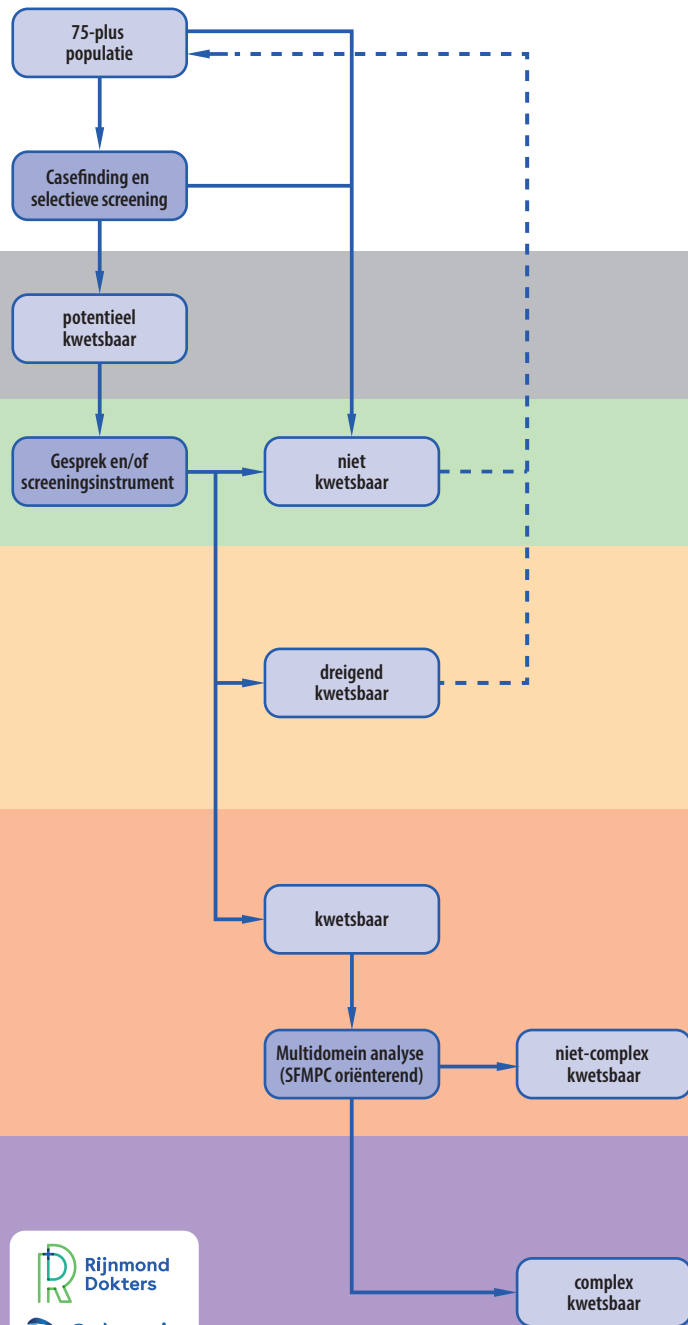 75-plus
populatie
Casefinding en
selectieve screening
potentieel
kwetsbaar
Gesprek en/of
screeningsinstrument
niet
kwetsbaar
dreigend
kwetsbaar
kwetsbaar
Multidomein analyse
(SFMPC oriënterend)
niet-complex
kwetsbaar
complex
kwetsbaar
Rijnmond
Dokters